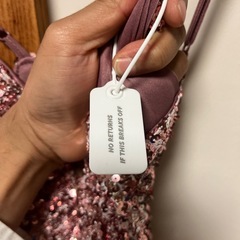 NO RETURNS
IF THIS BREAKS OFF